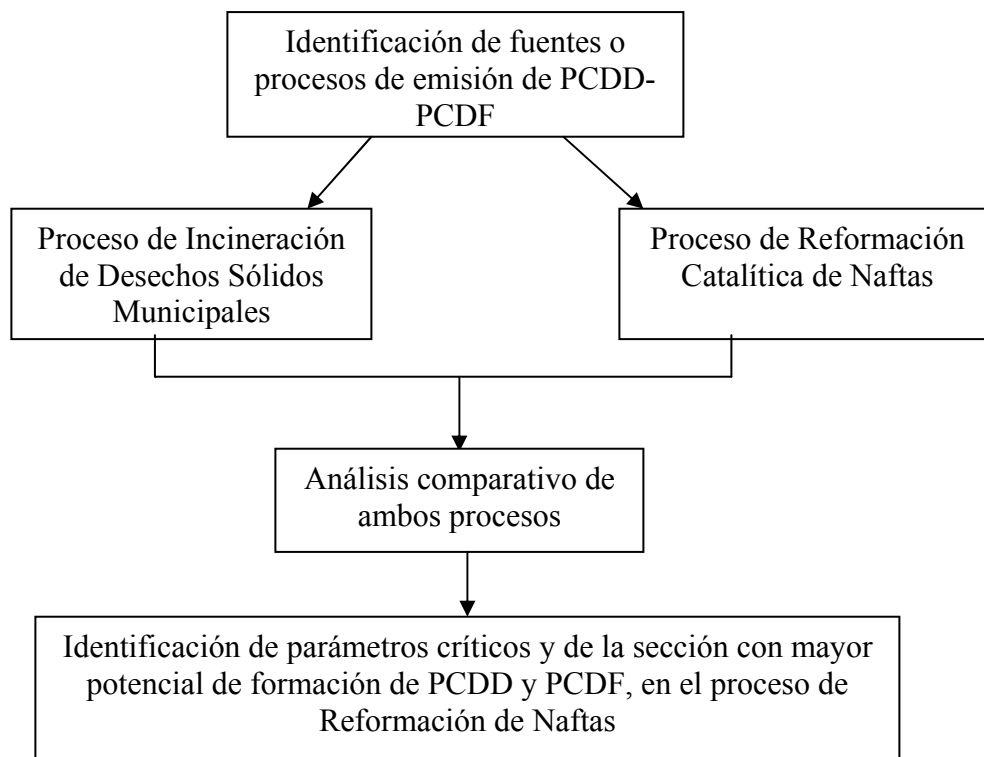 Identificación de fuentes o
procesos de emisión de PCDD-
PCDF
Proceso de Incineración
de Desechos Sólidos
Municipales
Proceso de Reformación
Catalítica de Naftas
Análisis comparativo de
ambos procesos
Identificación de parámetros críticos y de la sección con mayor
potencial de formación de PCDD y PCDF, en el proceso de
Reformación de Naftas